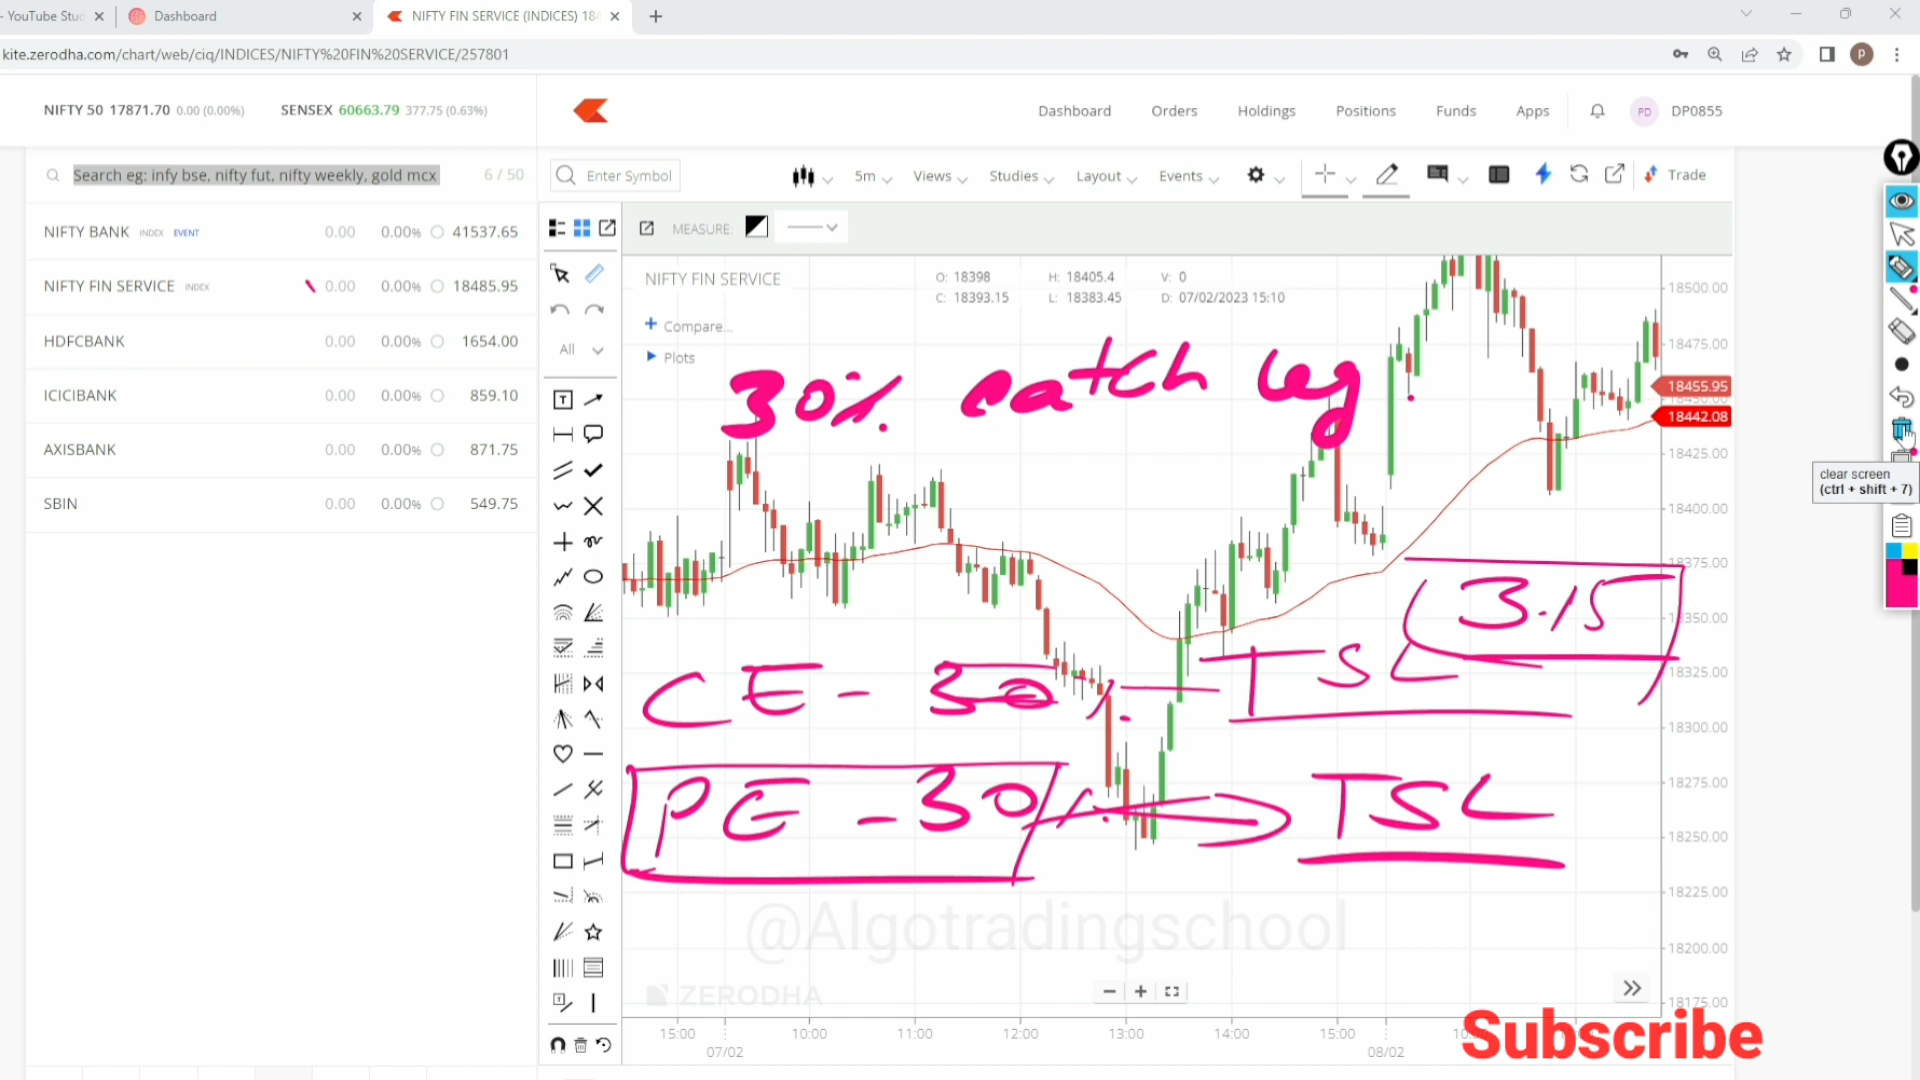 - YouTube Stud
Dashboard
NIFTY FIN SERVICE (INDICES) 184
kite.zerodha.com/chart/web/ciq/INDICES/NIFTY%20FIN%20SERVICE/257801
NIFTY 50 17871.70 0.00 (0.00%)
SENSEX 60663.79 377.75 (0.63%)
Dashboard Orders Holdings Positions Funds Apps PD DP0855
Search eg: infy bse, nifty fut, nifty weekly, gold mcx 6 / 50
Enter Symbol 5m Views Studies Layout Events Trade
MEASURE:
NIFTY BANK INDEX EVENT 0.00 0.00% 41537.65
NIFTY FIN SERVICE INDEX 0.00 0.00% 18485.95
HDFCBANK 0.00 0.00% 1654.00
ICICIBANK 0.00 0.00% 859.10
AXISBANK 0.00 0.00% 871.75
SBIN 0.00 0.00% 549.75
All
NIFTY FIN SERVICE
O: 18398 H: 18405.4 V: 0
C: 18393.15 L: 18383.45 D: 07/02/2023 15:10
Compare...
Plots
30% catch leg.
3.15
CE - 30% - TSL
PE - 30% TSL
18500.00
18475.00
18455.95
18442.08
18425.00
18400.00
18375.00
18350.00
18325.00
18300.00
18275.00
18250.00
18225.00
18200.00
18175.00
clear screen
(ctrl + shift + 7)
@Algotradingschool
ZERODHA
15:00 10:00 11:00 12:00 13:00 14:00 15:00
07/02 08/02
Subscribe